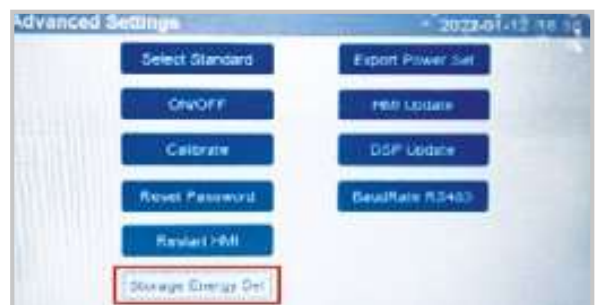 Advanced Settings
2022-01-12
Select Standard
Export Power Set
ON/OFF
HMI Update
Calibrate
DSP Update
Reset Password
BaudRate RS485
Restart HMI
Storage Energy Set